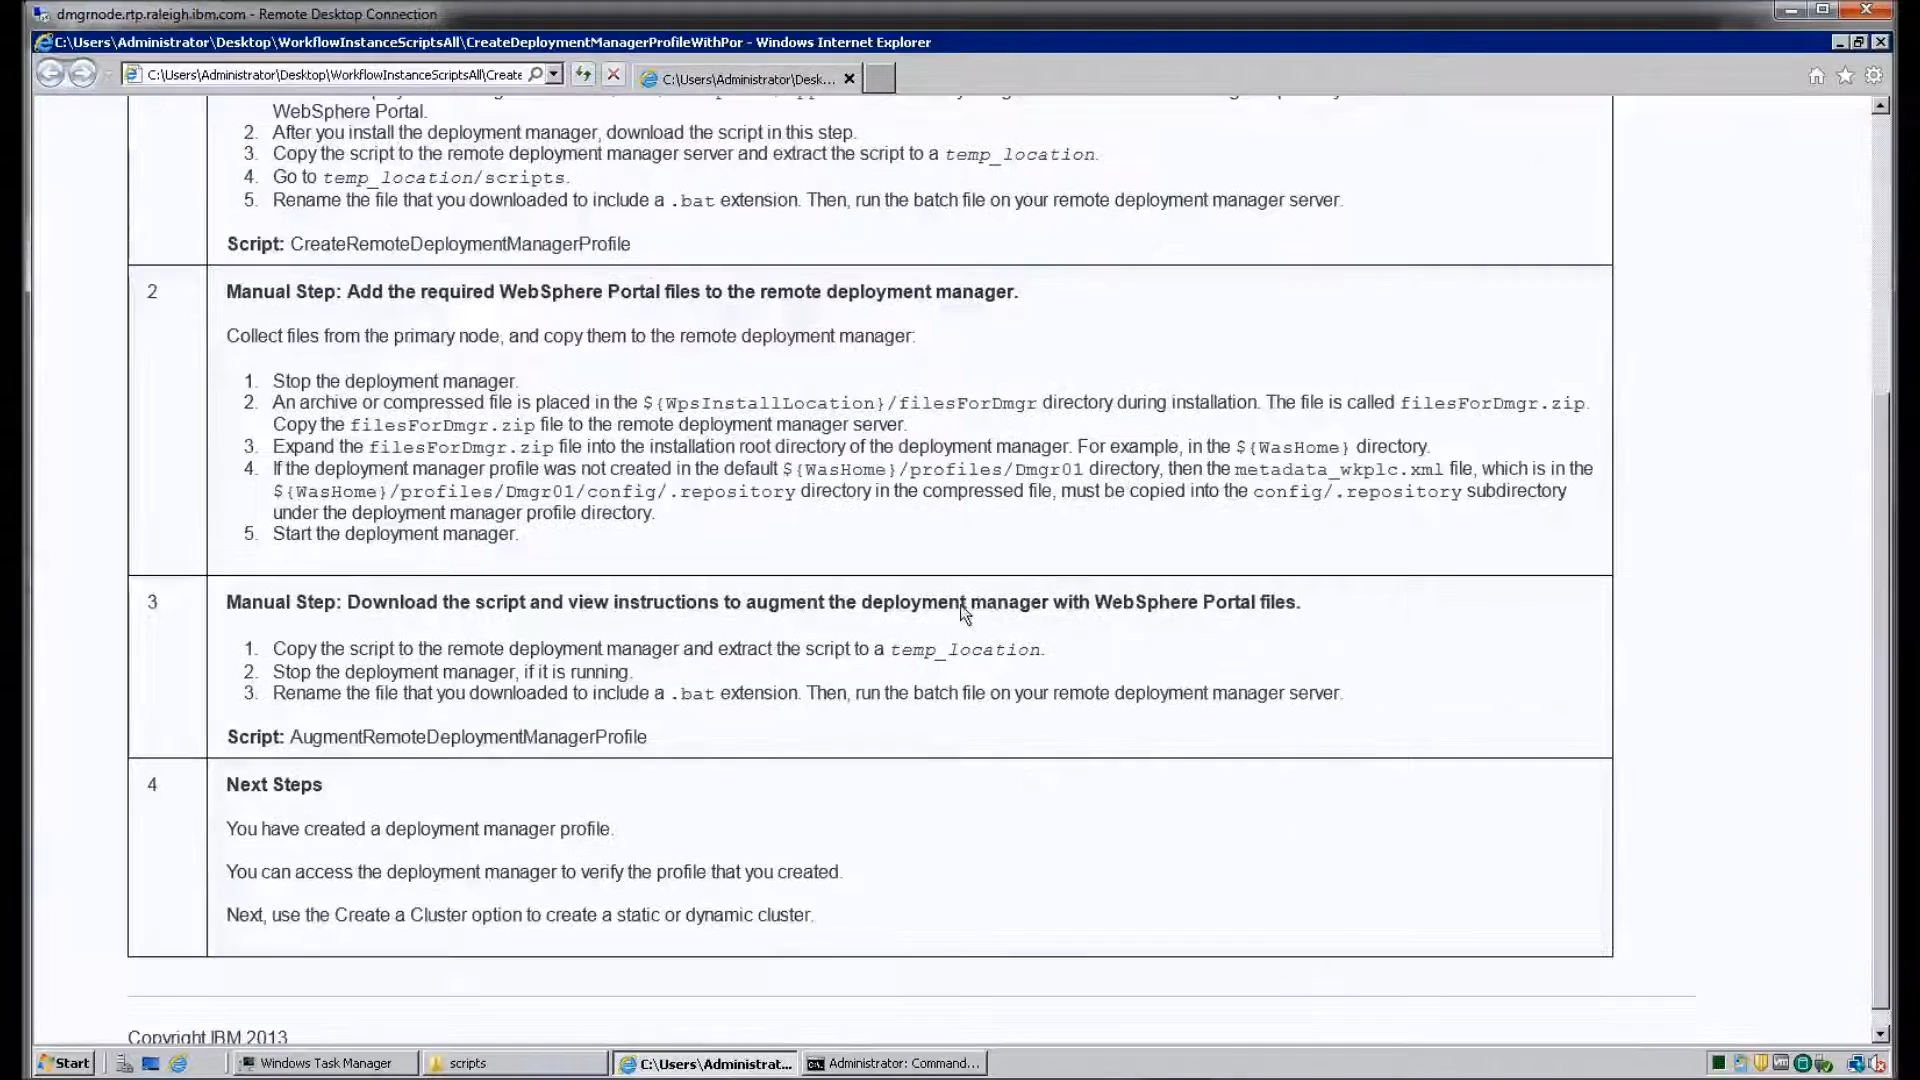 dmgrnode.rtp.raleigh.ibm.com - Remote Desktop Connection
C:\Users\Administrator\Desktop\WorkflowInstanceScriptsAll\CreateDeploymentManagerProfileWithPor - Windows Internet Explorer
C:\Users\Administrator\Desktop\WorkflowInstanceScriptsAll\Create
C:\Users\Administrator\Desk...
WebSphere Portal.
2. After you install the deployment manager, download the script in this step.
3. Copy the script to the remote deployment manager server and extract the script to a temp_location.
4. Go to temp_location/scripts.
5. Rename the file that you downloaded to include a .bat extension. Then, run the batch file on your remote deployment manager server.
Script: CreateRemoteDeploymentManagerProfile
2 Manual Step: Add the required WebSphere Portal files to the remote deployment manager.
Collect files from the primary node, and copy them to the remote deployment manager:
1. Stop the deployment manager.
2. An archive or compressed file is placed in the ${WpsInstallLocation}/filesForDmgr directory during installation. The file is called filesForDmgr.zip.
Copy the filesForDmgr.zip file to the remote deployment manager server.
3. Expand the filesForDmgr.zip file into the installation root directory of the deployment manager. For example, in the ${WasHome} directory.
4. If the deployment manager profile was not created in the default ${WasHome}/profiles/Dmgr01 directory, then the metadata_wkplc.xml file, which is in the
${WasHome}/profiles/Dmgr01/config/.repository directory in the compressed file, must be copied into the config/.repository subdirectory
under the deployment manager profile directory.
5. Start the deployment manager.
3 Manual Step: Download the script and view instructions to augment the deployment manager with WebSphere Portal files.
1. Copy the script to the remote deployment manager and extract the script to a temp_location.
2. Stop the deployment manager, if it is running.
3. Rename the file that you downloaded to include a .bat extension. Then, run the batch file on your remote deployment manager server.
Script: AugmentRemoteDeploymentManagerProfile
4 Next Steps
You have created a deployment manager profile.
You can access the deployment manager to verify the profile that you created.
Next, use the Create a Cluster option to create a static or dynamic cluster.
Copyright IBM 2013
Start Windows Task Manager scripts C:\Users\Administrat... Administrator: Command...